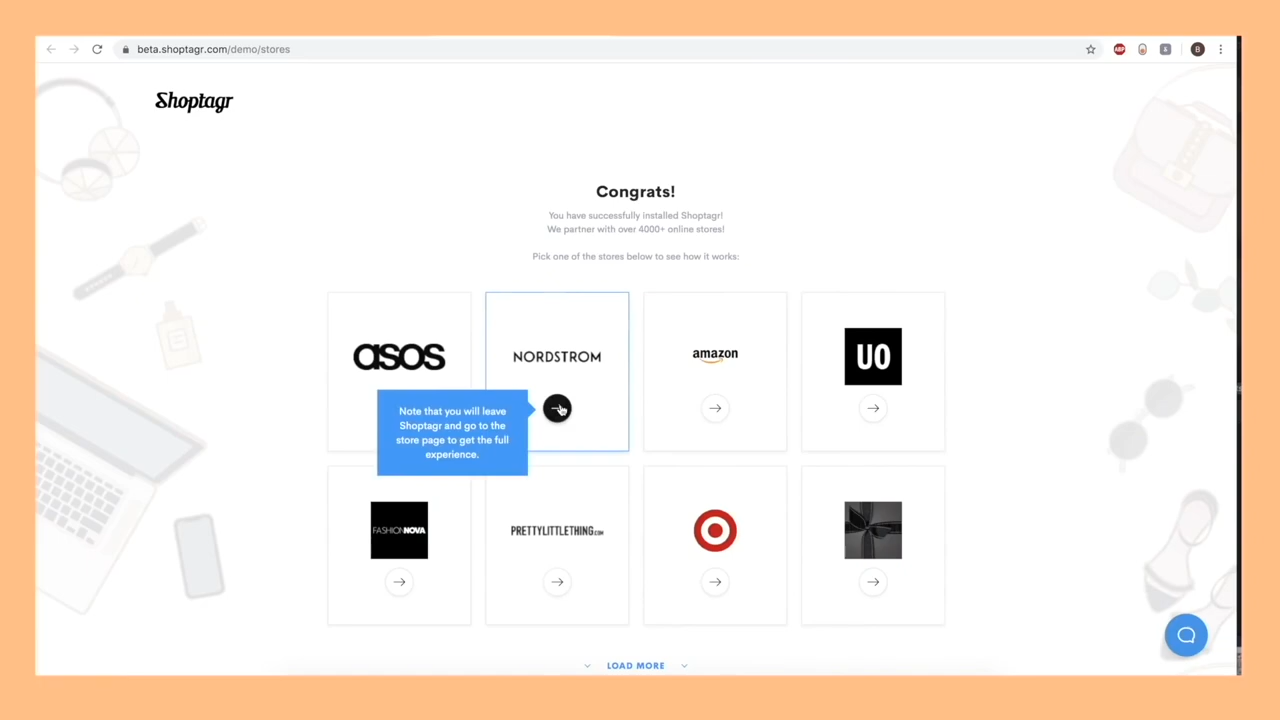 beta.shoptagr.com/demo/stores
ABP
B
Shoptagr
Congrats!
You have successfully installed Shoptagr!
We partner with over 4000+ online stores!
Pick one of the stores below to see how it works:
asos
NORDSTROM
amazon
UO
Note that you will leave
Shoptagr and go to the
store page to get the full
experience.
FASHIONNOVA
PRETTYLITTLETHING.COM
LOAD MORE